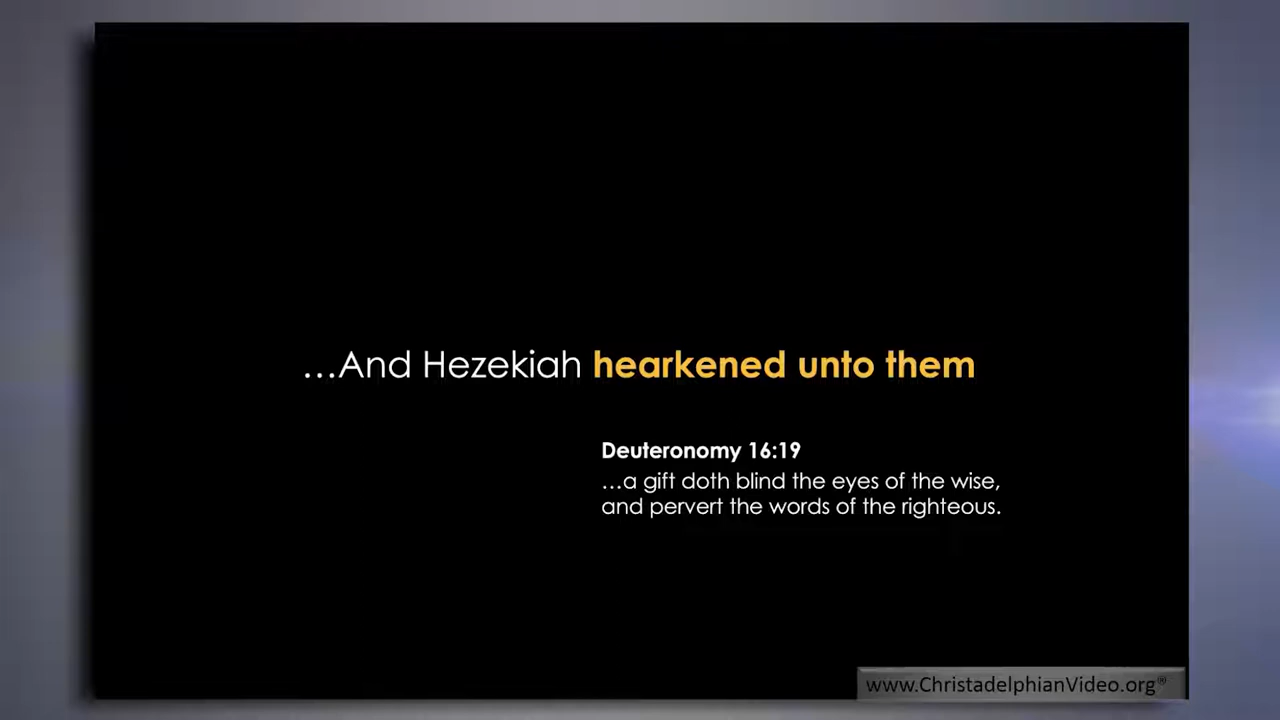 …And Hezekiah hearkened unto them
Deuteronomy 16:19
…a gift doth blind the eyes of the wise,
and pervert the words of the righteous.
www.ChristadelphianVideo.org®